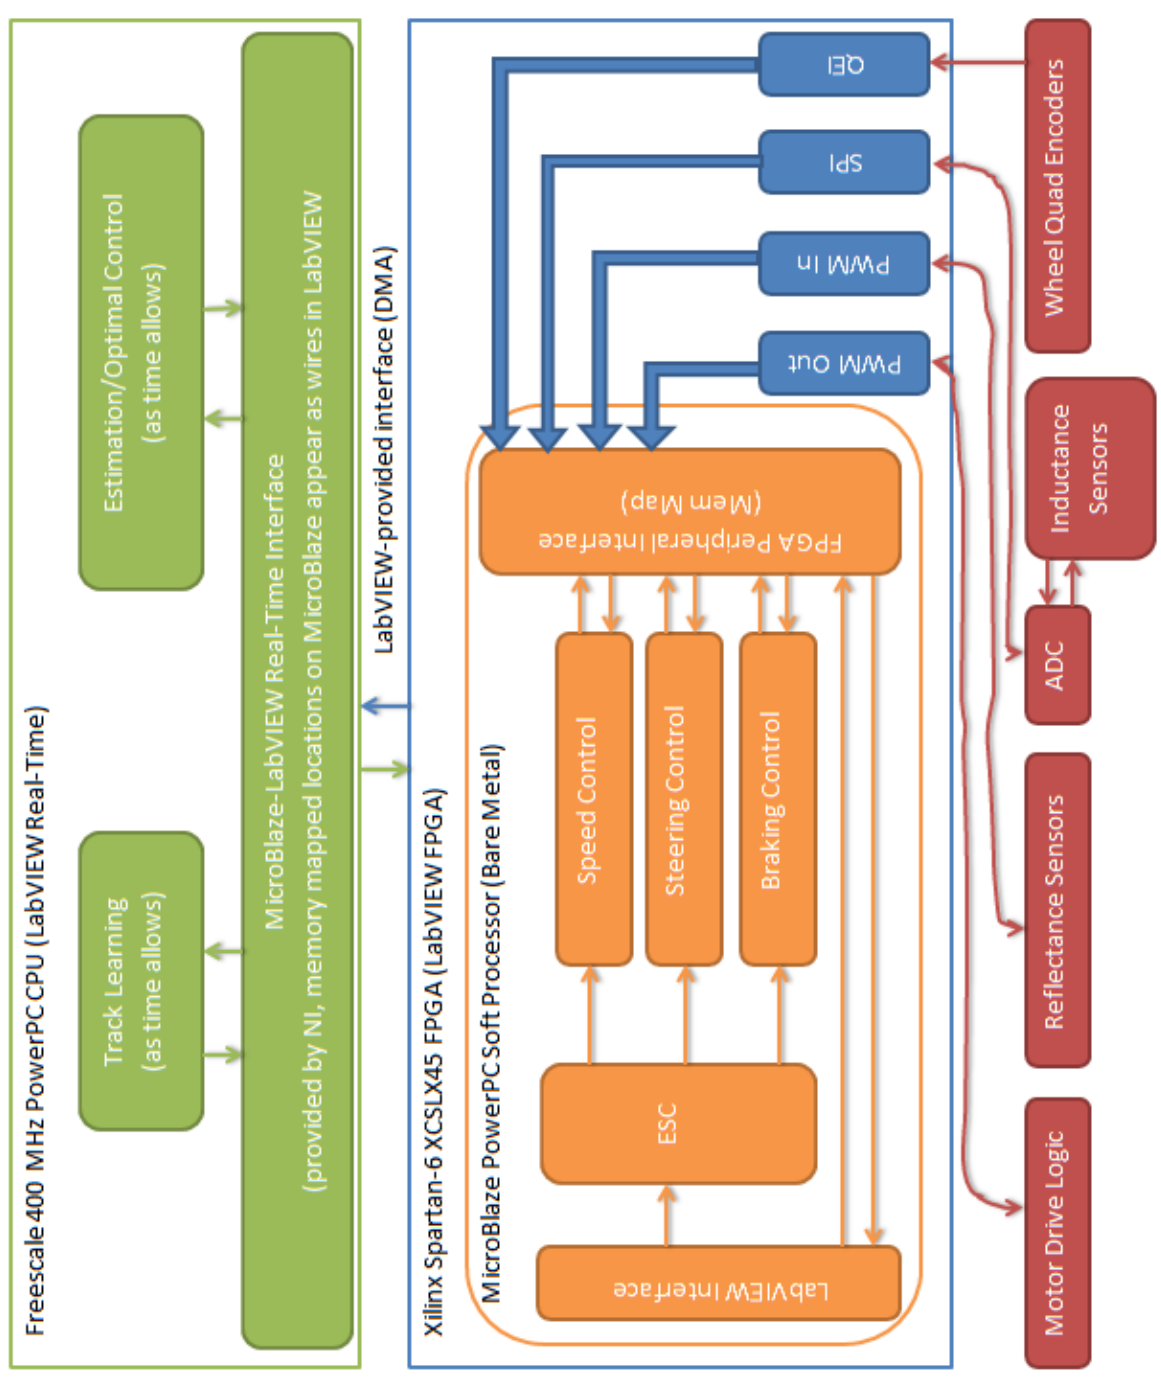 Freescale 400 MHz PowerPC CPU (LabVIEW Real-Time)
Track Learning
(as time allows)
Estimation/Optimal Control
(as time allows)
MicroBlaze-LabVIEW Real-Time Interface
(provided by NI, memory mapped locations on MicroBlaze appear as wires in LabVIEW
LabVIEW-provided interface (DMA)
Xilinx Spartan-6 XCSLX45 FPGA (LabVIEW FPGA)
MicroBlaze PowerPC Soft Processor (Bare Metal)
LabVIEW Interface
ESC
Speed Control
Steering Control
Braking Control
FPGA Peripheral Interface
(Mem Map)
QEI
SPI
PWM In
PWM Out
Motor Drive Logic
Reflectance Sensors
ADC
Inductance
Sensors
Wheel Quad Encoders